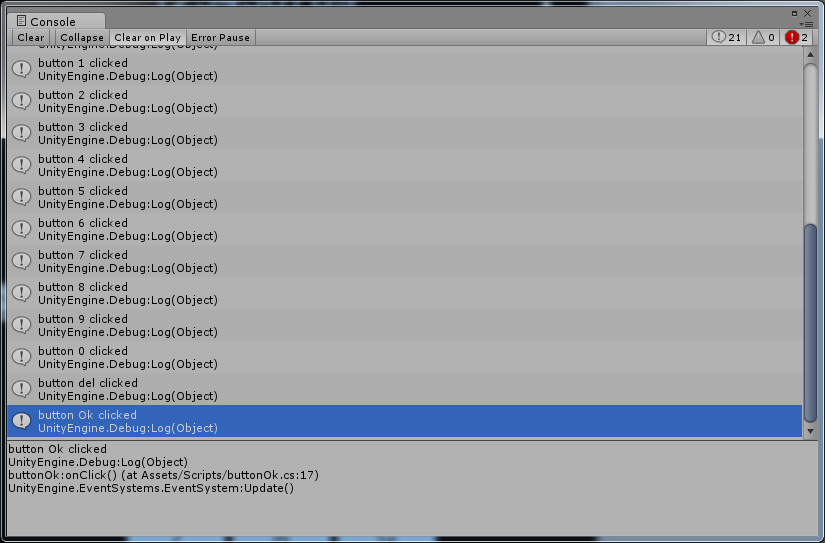 Console
Clear Collapse Clear on Play Error Pause 21 0 2
UnityEngine.Debug:Log(Object)
button 1 clicked
UnityEngine.Debug:Log(Object)
button 2 clicked
UnityEngine.Debug:Log(Object)
button 3 clicked
UnityEngine.Debug:Log(Object)
button 4 clicked
UnityEngine.Debug:Log(Object)
button 5 clicked
UnityEngine.Debug:Log(Object)
button 6 clicked
UnityEngine.Debug:Log(Object)
button 7 clicked
UnityEngine.Debug:Log(Object)
button 8 clicked
UnityEngine.Debug:Log(Object)
button 9 clicked
UnityEngine.Debug:Log(Object)
button 0 clicked
UnityEngine.Debug:Log(Object)
button del clicked
UnityEngine.Debug:Log(Object)
button Ok clicked
UnityEngine.Debug:Log(Object)
button Ok clicked
UnityEngine.Debug:Log(Object)
buttonOk:onClick() (at Assets/Scripts/buttonOk.cs:17)
UnityEngine.EventSystems.EventSystem:Update()